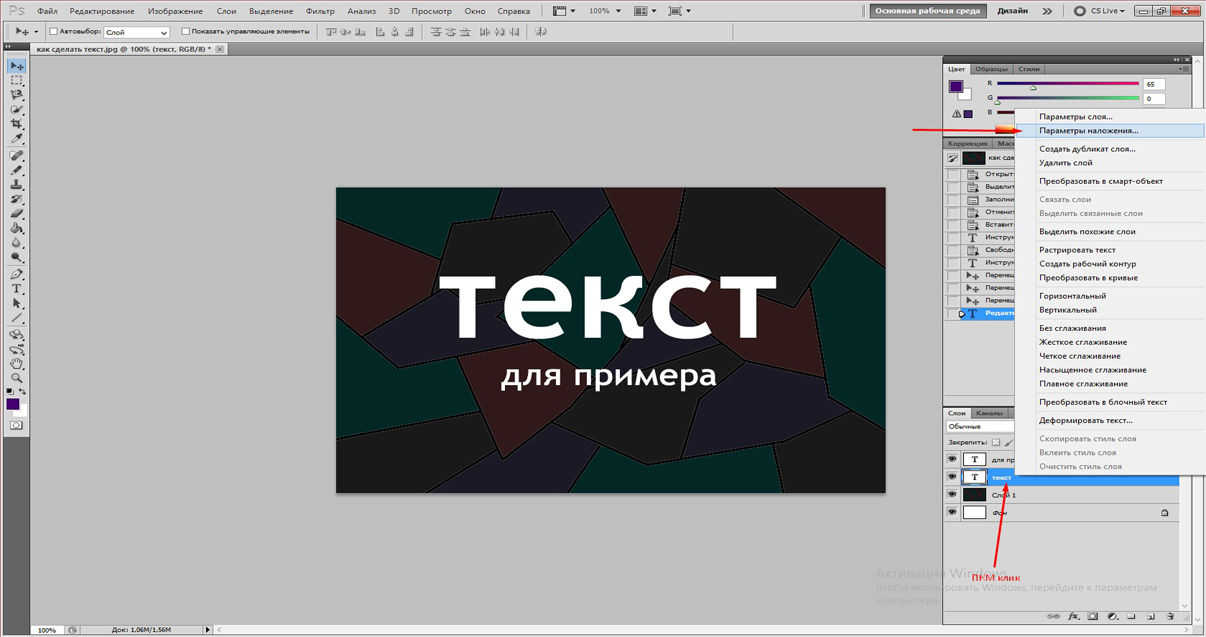 Ps Файл Редактирование Изображение Слои Выделение Фильтр Анализ 3D Просмотр Окно Справка 100% Основная рабочая среда Дизайн CS Live
Автовыбор: Слой Показать управляющие элементы
как сделать текст.jpg @ 100% (текст, RGB/8) *
Цвет Образцы Стили
R 65
G 0
B
Параметры слоя...
Параметры наложения...
Коррекция Мас
Создать дубликат слоя...
как сде
Удалить слой
Открыт
Преобразовать в смарт-объект
Выделит
Заполни
Связать слои
Отменит
Выделить связанные слои
Вставит
Выделить похожие слои
Инструм
Свободн
Растрировать текст
Инструм
Создать рабочий контур
Перемещ
Преобразовать в кривые
Перемещ
Горизонтальный
Перемещ
Вертикальный
Редакти
Без сглаживания
Жесткое сглаживание
Четкое сглаживание
Насыщенное сглаживание
Плавное сглаживание
Преобразовать в блочный текст
Деформировать текст...
Скопировать стиль слоя
Вклеить стиль слоя
Очистить стиль слоя
текст
для примера
Слои Каналы
Обычные
Закрепить:
T для пр
T текст
Слой 1
Фон
ПКМ клик
Активация Windows
Чтобы активировать Windows, перейдите к параметрам
компьютера.
100% Док: 1,06M/1,56M